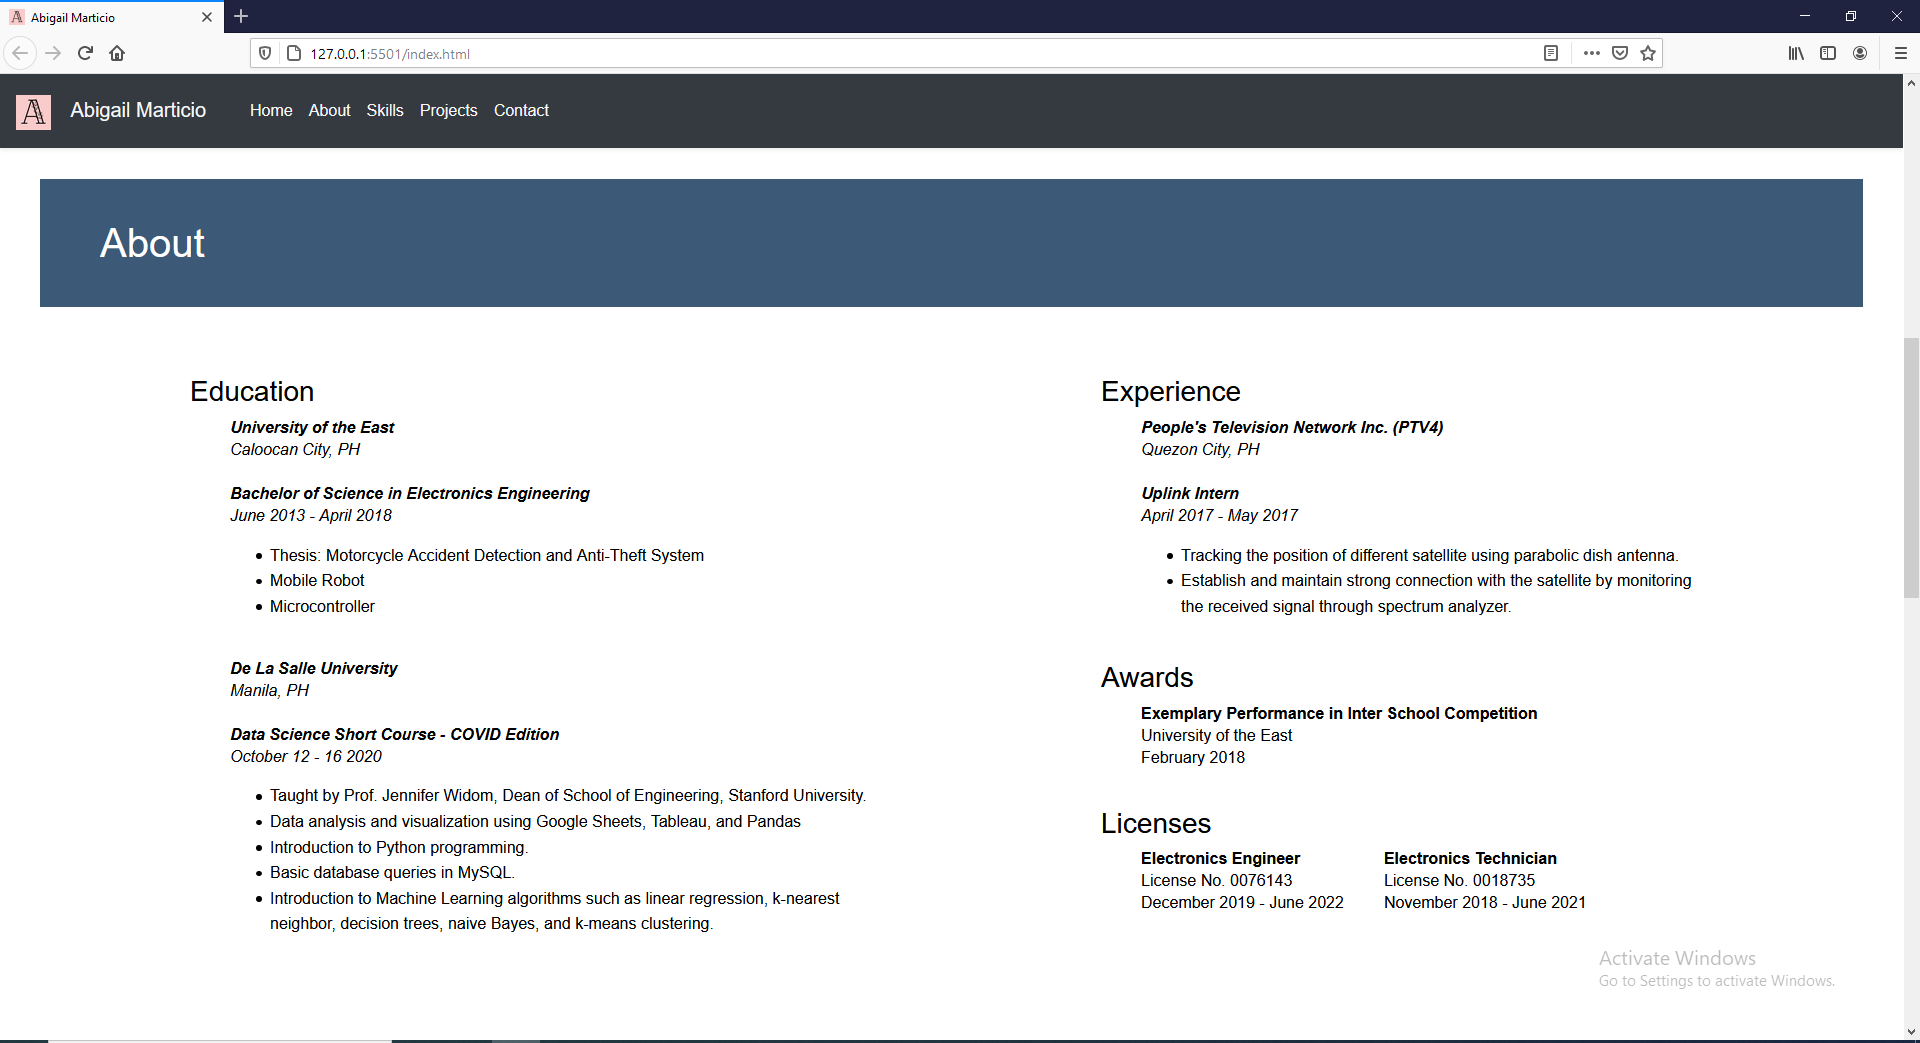 Abigail Marticio
127.0.0.1:5501/index.html
A Abigail Marticio Home About Skills Projects Contact
About
Education
University of the East
Caloocan City, PH
Bachelor of Science in Electronics Engineering
June 2013 - April 2018
• Thesis: Motorcycle Accident Detection and Anti-Theft System
• Mobile Robot
• Microcontroller
De La Salle University
Manila, PH
Data Science Short Course - COVID Edition
October 12 - 16 2020
• Taught by Prof. Jennifer Widom, Dean of School of Engineering, Stanford University.
• Data analysis and visualization using Google Sheets, Tableau, and Pandas
• Introduction to Python programming.
• Basic database queries in MySQL.
• Introduction to Machine Learning algorithms such as linear regression, k-nearest
neighbor, decision trees, naive Bayes, and k-means clustering.
Experience
People's Television Network Inc. (PTV4)
Quezon City, PH
Uplink Intern
April 2017 - May 2017
• Tracking the position of different satellite using parabolic dish antenna.
• Establish and maintain strong connection with the satellite by monitoring
the received signal through spectrum analyzer.
Awards
Exemplary Performance in Inter School Competition
University of the East
February 2018
Licenses
Electronics Engineer
License No. 0076143
December 2019 - June 2022
Electronics Technician
License No. 0018735
November 2018 - June 2021
Activate Windows
Go to Settings to activate Windows.